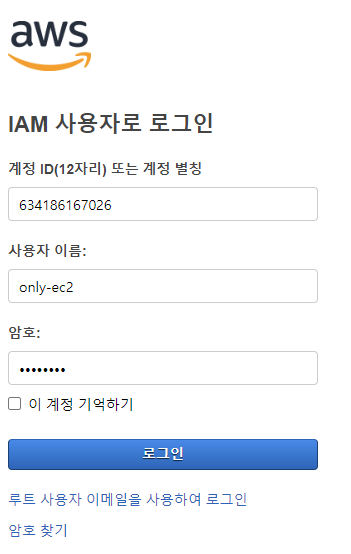 aws
IAM 사용자로 로그인
계정 ID(12자리) 또는 계정 별칭
634186167026
사용자 이름:
only-ec2
암호:
••••••••
이 계정 기억하기
로그인
루트 사용자 이메일을 사용하여 로그인
암호 찾기